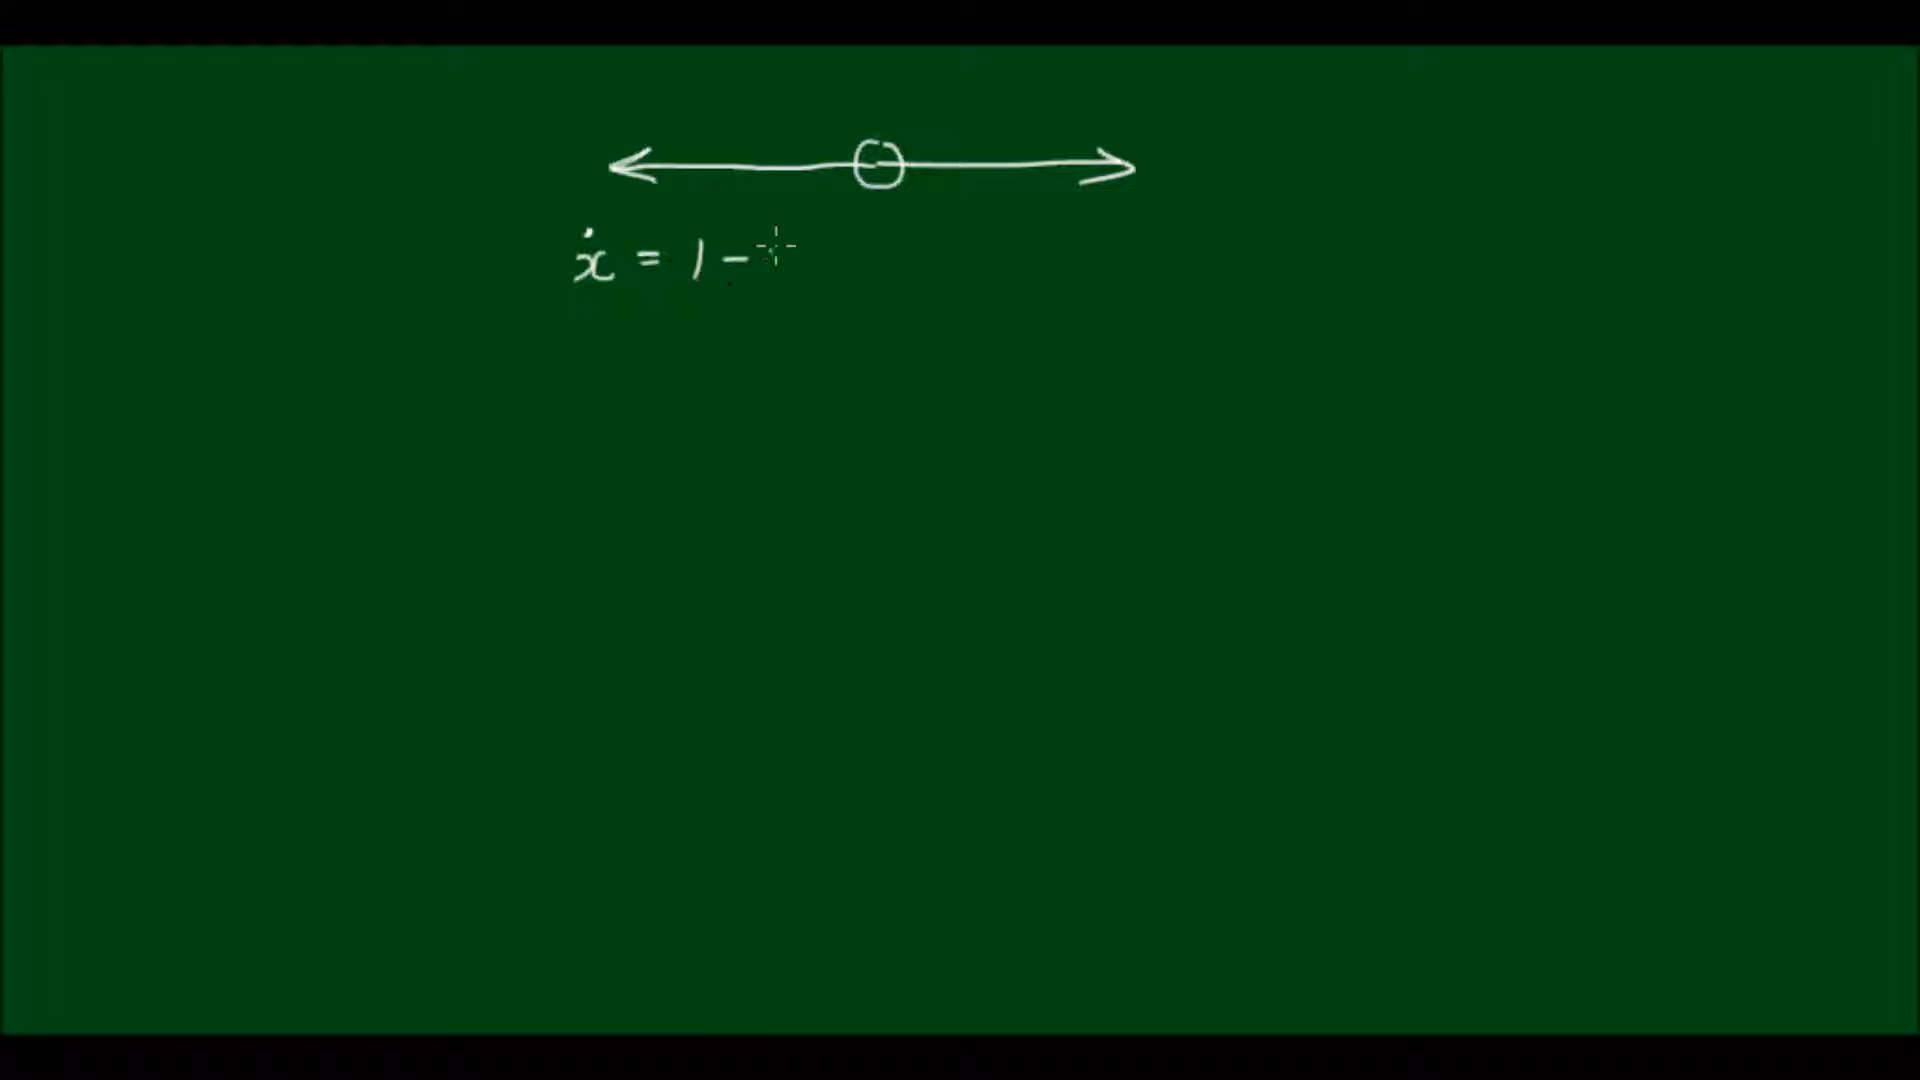 ẋ = 1 -